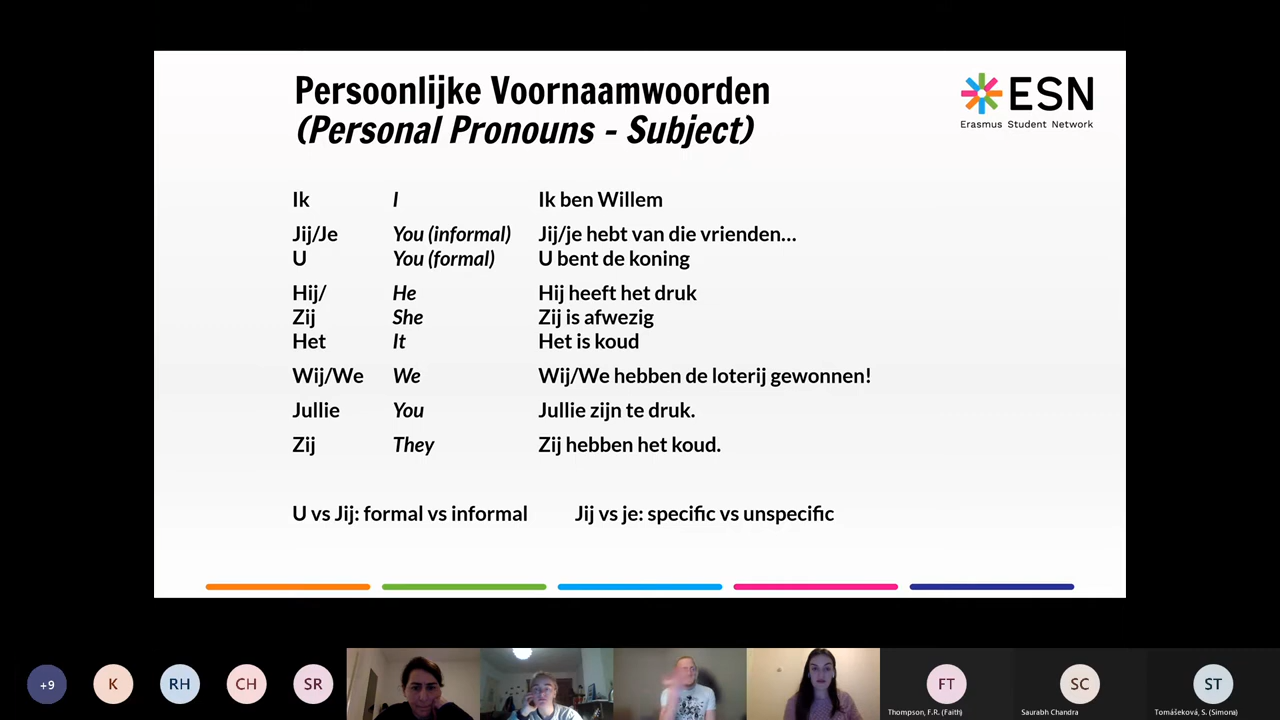 Persoonlijke Voornaamwoorden
(Personal Pronouns - Subject)
ESN
Erasmus Student Network
Ik I Ik ben Willem
Jij/Je You (informal) Jij/je hebt van die vrienden...
U You (formal) U bent de koning
Hij/ He Hij heeft het druk
Zij She Zij is afwezig
Het It Het is koud
Wij/We We Wij/We hebben de loterij gewonnen!
Jullie You Jullie zijn te druk.
Zij They Zij hebben het koud.
U vs Jij: formal vs informal Jij vs je: specific vs unspecific
+9 K RH CH SR FT SC ST
Thompson, F.R. (Faith) Saurabh Chandra Tomášeková, S. (Simona)